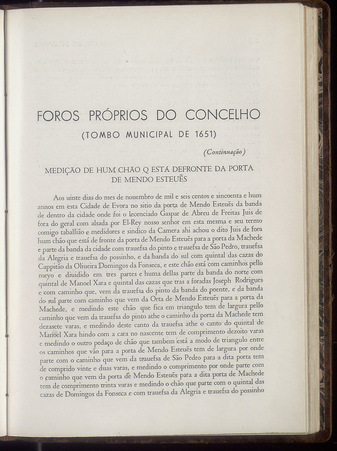 FOROS PRÓPRIOS DO CONCELHO
(TOMBO MUNICIPAL DE 1651)
(Continuação)
MEDIÇÃO DE HUM CHÃO Q ESTÁ DEFRONTE DA PORTA
DE MENDO ESTEUÊS
Aos uinte dias do mes de nouembro de mil e seis centos e sincoenta e hum
annos em esta Cidade de Euora no sitio da porta de Mendo Esteuês da banda
de dentro da cidade onde foi o lecenciado Gaspar de Abreu de Freitas Juis de
fora do geral com alsada por El-Rey nosso senhor em esta mesma e seu termo
comigo taballião e medidores e sindico da Camera ahi achou o dito Juis de fora
hum chão que está de fronte da porta de Mendo Esteuês para a porta da Machede
e parte da banda da cidade com trauefsa do pinto e trauefsa de São Pedro, trauefsa
da Alegria e trauefsa do possinho, e da banda do sul com quintal das cazas do
Cappitão da Oliueira Domingos da Fonseca, e este chão está com caminhos pello
meyo e diuidido em tres partes e huma dellas parte da banda do norte com
quintal de Manoel Xara e quintal das cazas que tras a foradas Joseph Rodrigues
e com caminho que, vem da trauefsa do pinto da banda do poente, e da banda
do sul parte com caminho que vem da Orta de Mendo Esteuês para a porta da
Machede, e medindo este chão que fica em triangulo tem de largura pello
caminho que vem da trauefsa do pinto athe o caminho da porta da Machede tem
dezasete varas, e medindo deste canto da trauefsa athe o canto do quintal de
Manoel Xara hindo com a cara no nascente tem de comprimento dezoito varas
e medindo o outro pedaço de chão que tambem está a modo de triangulo entre
os caminhos que vão para a porta de Mendo Esteuês tem de largura por onde
parte com o caminho que vem da trauefsa de São Pedro para a dita porta tem
de comprido vinte e duas varas, e medindo o comprimento por onde parte com
o caminho que vem da porta de Mendo Esteuês para a dita porta de Machede
tem de comprimento trinta varas e medindo o chão que parte com o quintal das
cazas de Domingos da Fonseca e com trauefsa da Alegria e trauefsa do possinho